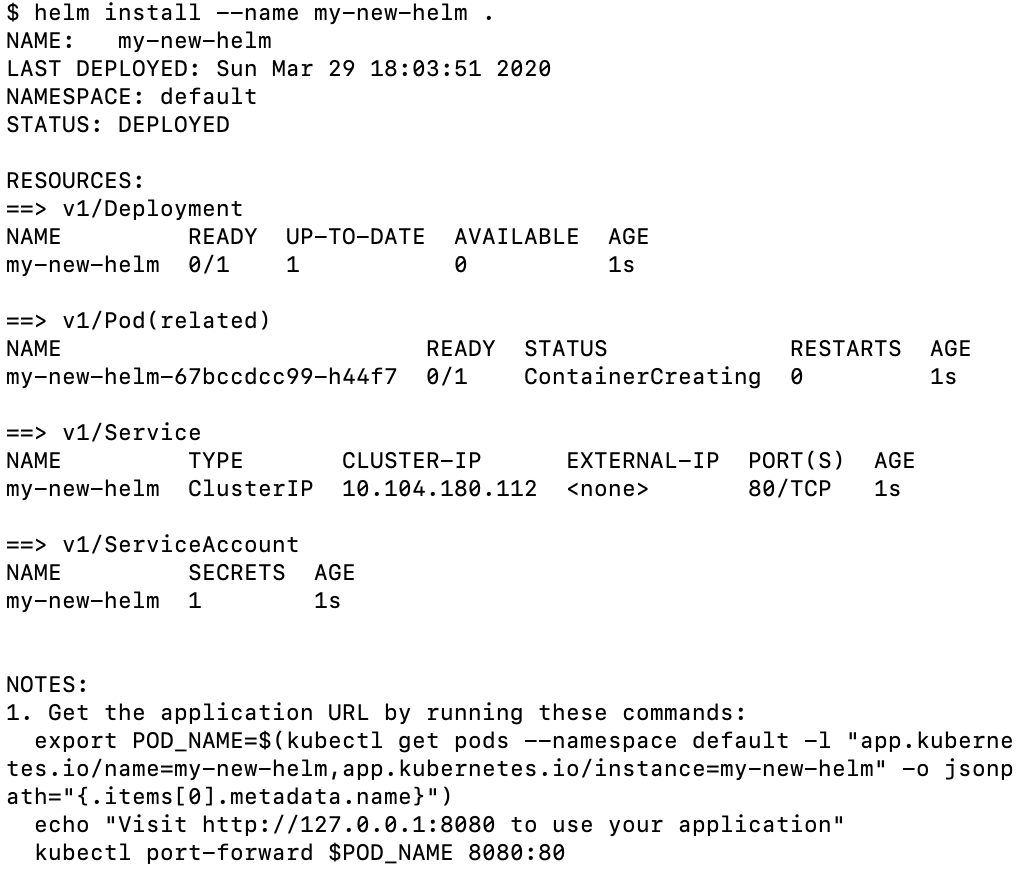 $ helm install --name my-new-helm .
NAME:   my-new-helm
LAST DEPLOYED: Sun Mar 29 18:03:51 2020
NAMESPACE: default
STATUS: DEPLOYED

RESOURCES:
==> v1/Deployment
NAME         READY  UP-TO-DATE  AVAILABLE  AGE
my-new-helm  0/1    1           0          1s

==> v1/Pod(related)
NAME                          READY  STATUS             RESTARTS  AGE
my-new-helm-67bccdcc99-h44f7  0/1    ContainerCreating  0         1s

==> v1/Service
NAME         TYPE       CLUSTER-IP      EXTERNAL-IP  PORT(S)  AGE
my-new-helm  ClusterIP  10.104.180.112  <none>       80/TCP   1s

==> v1/ServiceAccount
NAME         SECRETS  AGE
my-new-helm  1        1s


NOTES:
1. Get the application URL by running these commands:
  export POD_NAME=$(kubectl get pods --namespace default -l "app.kuberne
tes.io/name=my-new-helm,app.kubernetes.io/instance=my-new-helm" -o jsonp
ath="{.items[0].metadata.name}")
  echo "Visit http://127.0.0.1:8080 to use your application"
  kubectl port-forward $POD_NAME 8080:80